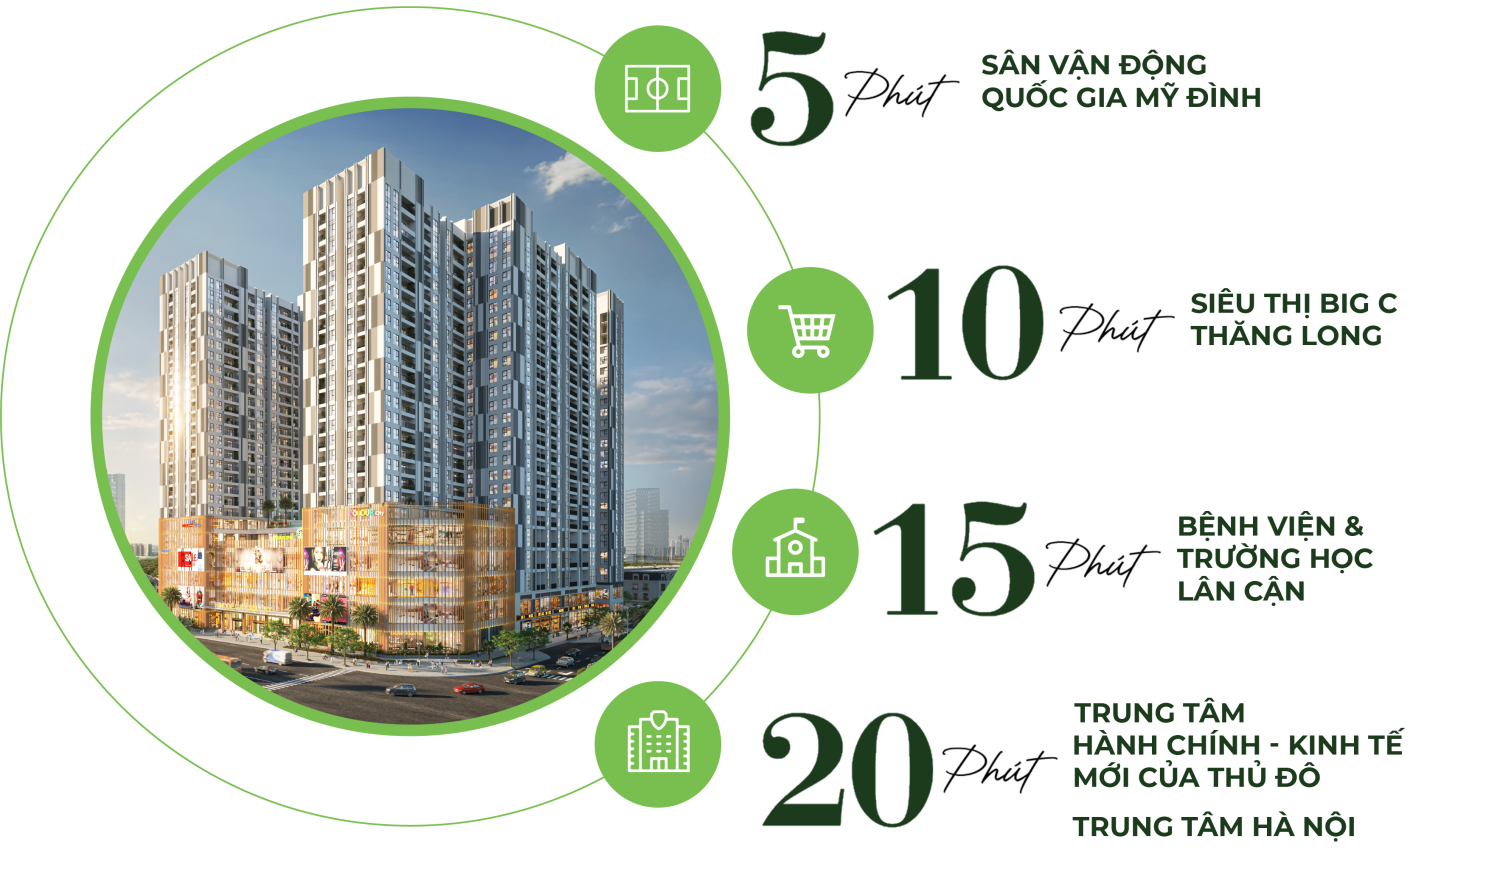 5 Phút
SÂN VẬN ĐỘNG
QUỐC GIA MỸ ĐÌNH
10 Phút
SIÊU THỊ BIG C
THĂNG LONG
15 Phút
BỆNH VIỆN &
TRƯỜNG HỌC
LÂN CẬN
20 Phút
TRUNG TÂM
HÀNH CHÍNH - KINH TẾ
MỚI CỦA THỦ ĐÔ
TRUNG TÂM HÀ NỘI